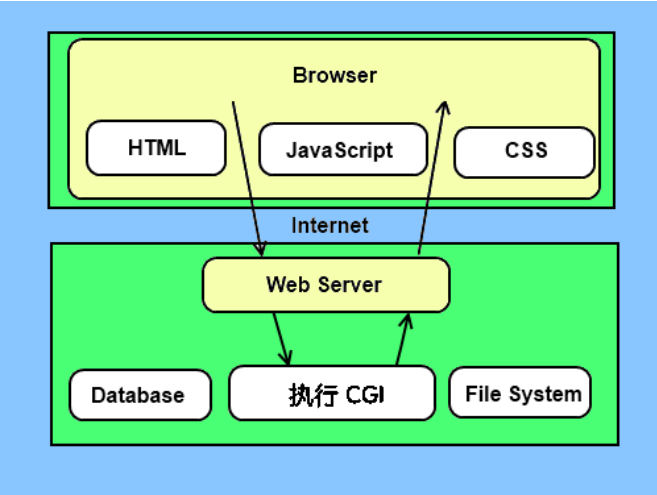 Browser
HTML
JavaScript
CSS
Internet
Web Server
Database
执行 CGI
File System